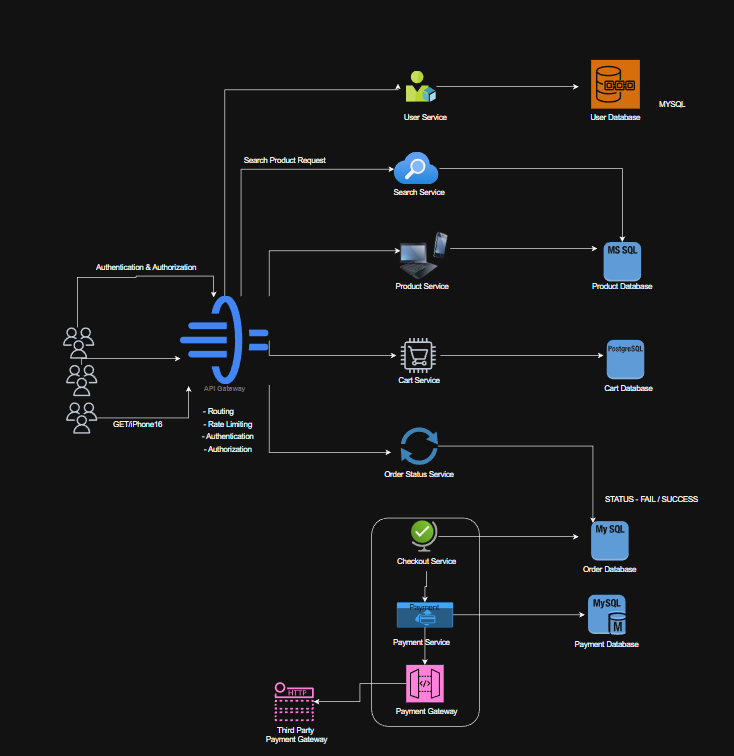 User Service
User Database
MYSQL
Search Product Request
Search Service
MS SQL
Product Service
Product Database
Authentication & Authorization
API Gateway
PostgreSQL
Cart Service
Cart Database
GET/iPhone16
- Routing
- Rate Limiting
- Authentication
- Authorization
Order Status Service
STATUS - FAIL / SUCCESS
My SQL
Checkout Service
Order Database
Payment
Payment Service
MySQL
M
Payment Database
</>
Payment Gateway
HTTP
Third Party
Payment Gateway